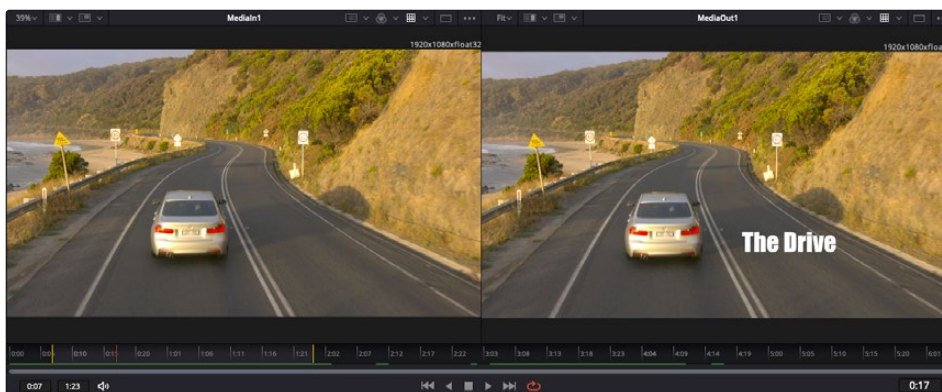 39% MediaIn1 Fit MediaOut1
1920x1080xfloat32 1920x1080xfloat
The Drive
0:00 0:10 0:20 1:01 1:06 1:11 1:16 1:21 2:02 2:07 2:12 2:17 2:22 3:03 3:08 3:13 3:18 3:23 4:04 4:09 4:14 4:19 5:00 5:05 5:10 5:15 5:20 6:01
0:07 1:23 0:17